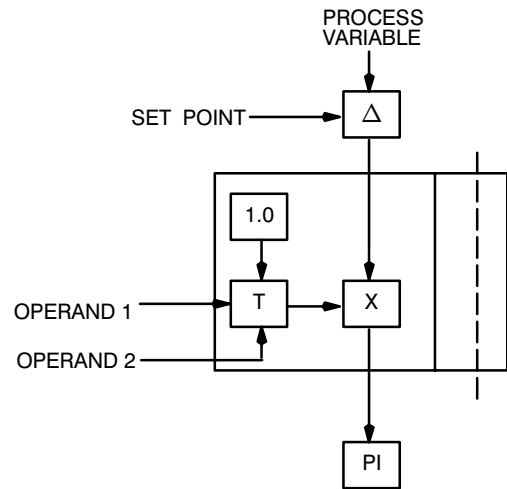 PROCESS
VARIABLE
SET POINT
Δ
1.0
OPERAND 1
T
X
OPERAND 2
PI